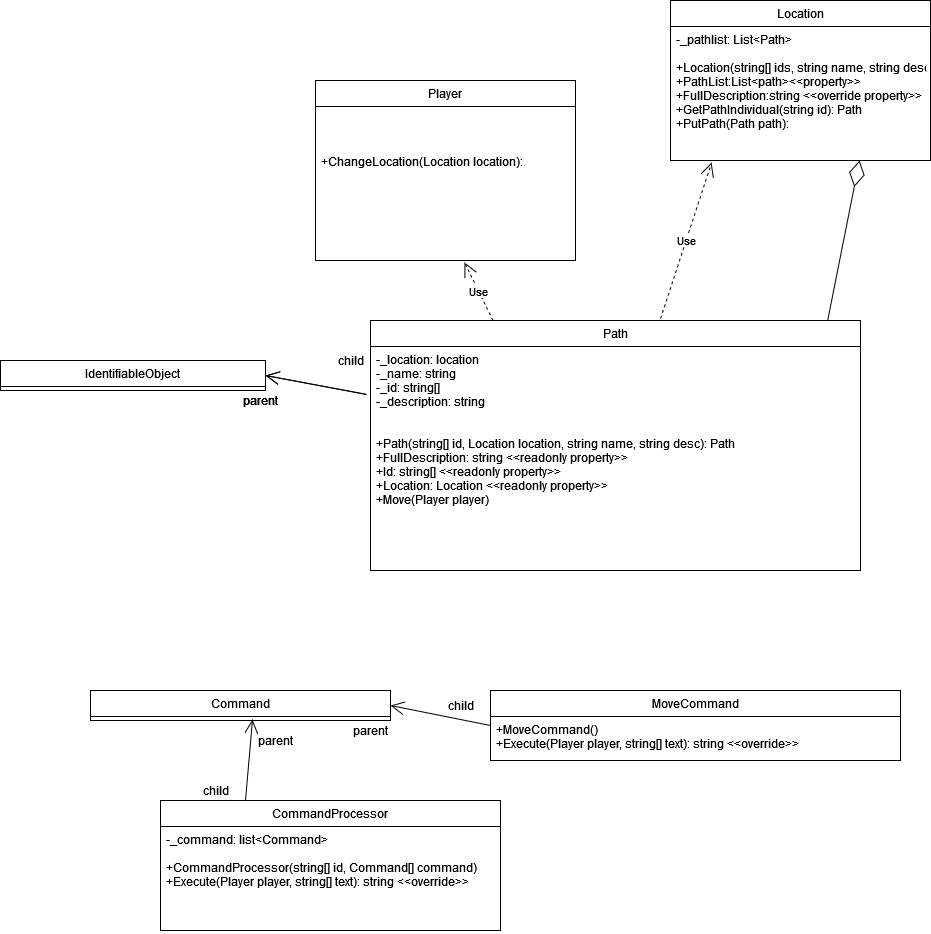 Location
-_pathlist: List<Path>
+Location(string[] ids, string name, string desc
+PathList:List<path><<property>>
+FullDescription:string <<override property>>
+GetPathIndividual(string id): Path
+PutPath(Path path):
Player
+ChangeLocation(Location location):
Use
Use
Path
-_location: location
-_name: string
-_id: string[]
-_description: string
+Path(string[] id, Location location, string name, string desc): Path
+FullDescription: string <<readonly property>>
+Id: string[] <<readonly property>>
+Location: Location <<readonly property>>
+Move(Player player)
child
IdentifiableObject
parent
Command
child
parent
MoveCommand
+MoveCommand()
+Execute(Player player, string[] text): string <<override>>
parent
child
CommandProcessor
-_command: list<Command>
+CommandProcessor(string[] id, Command[] command)
+Execute(Player player, string[] text): string <<override>>